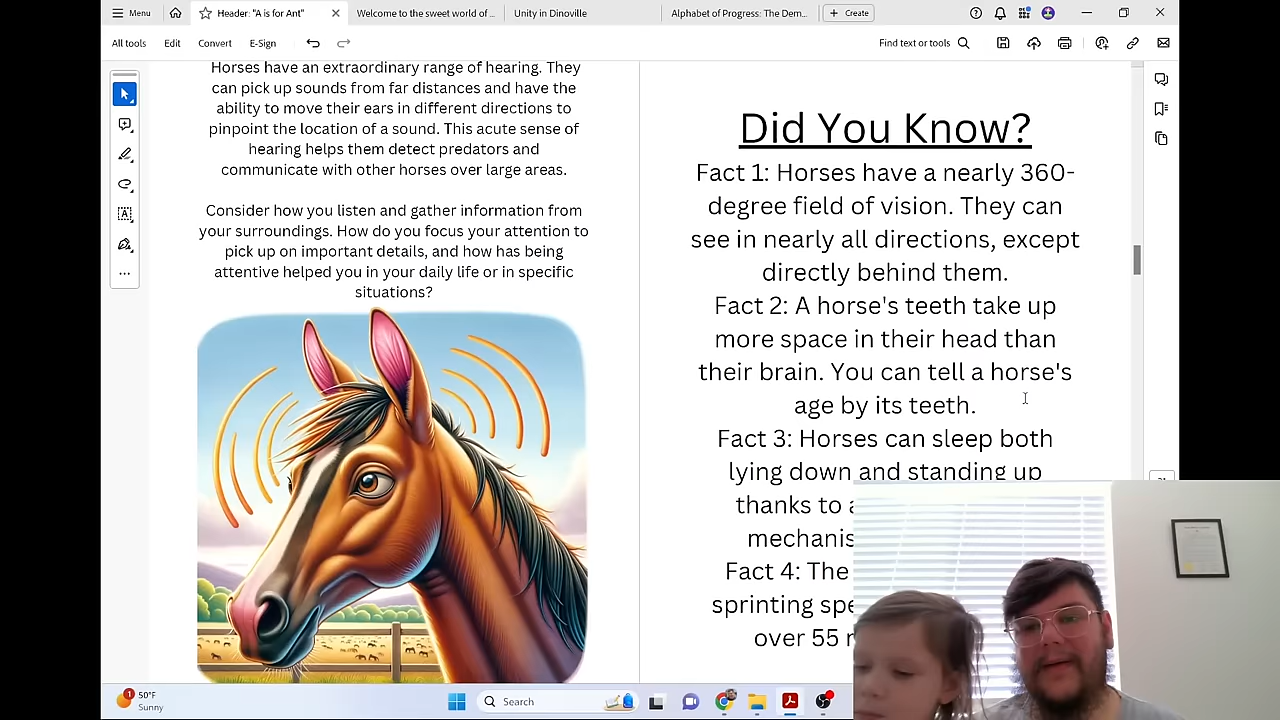 Menu
Header: "A is for Ant"
Welcome to the sweet world of ...
Unity in Einoville
Alphabet of Progress: The Dem...
Create
All tools
Edit
Convert
E-Sign
Find text or tools
Horses have an extraordinary range of hearing. They
can pick up sounds from far distances and have the
ability to move their ears in different directions to
pinpoint the location of a sound. This acute sense of
hearing helps them detect predators and
communicate with other horses over large areas.
Consider how you listen and gather information from
your surroundings. How do you focus your attention to
pick up on important details, and how has being
attentive helped you in your daily life or in specific
situations?
Did You Know?
Fact 1: Horses have a nearly 360-
degree field of vision. They can
see in nearly all directions, except
directly behind them.
Fact 2: A horse's teeth take up
more space in their head than
their brain. You can tell a horse's
age by its teeth.
Fact 3: Horses can sleep both
lying down and standing up
thanks to
Fact 4: The
over 55
1
50°F
Sunny
Search